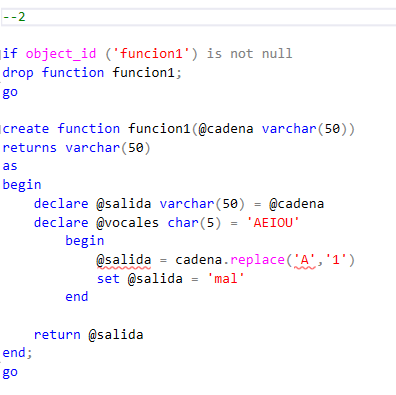 --2
if object_id ('funcion1') is not null
drop function funcion1;
go
create function funcion1(@cadena varchar(50))
returns varchar(50)
as
begin
declare @salida varchar(50) = @cadena
declare @vocales char(5) = 'AEIOU'
begin
@salida = cadena.replace('A','1')
set @salida = 'mal'
end
return @salida
end;
go